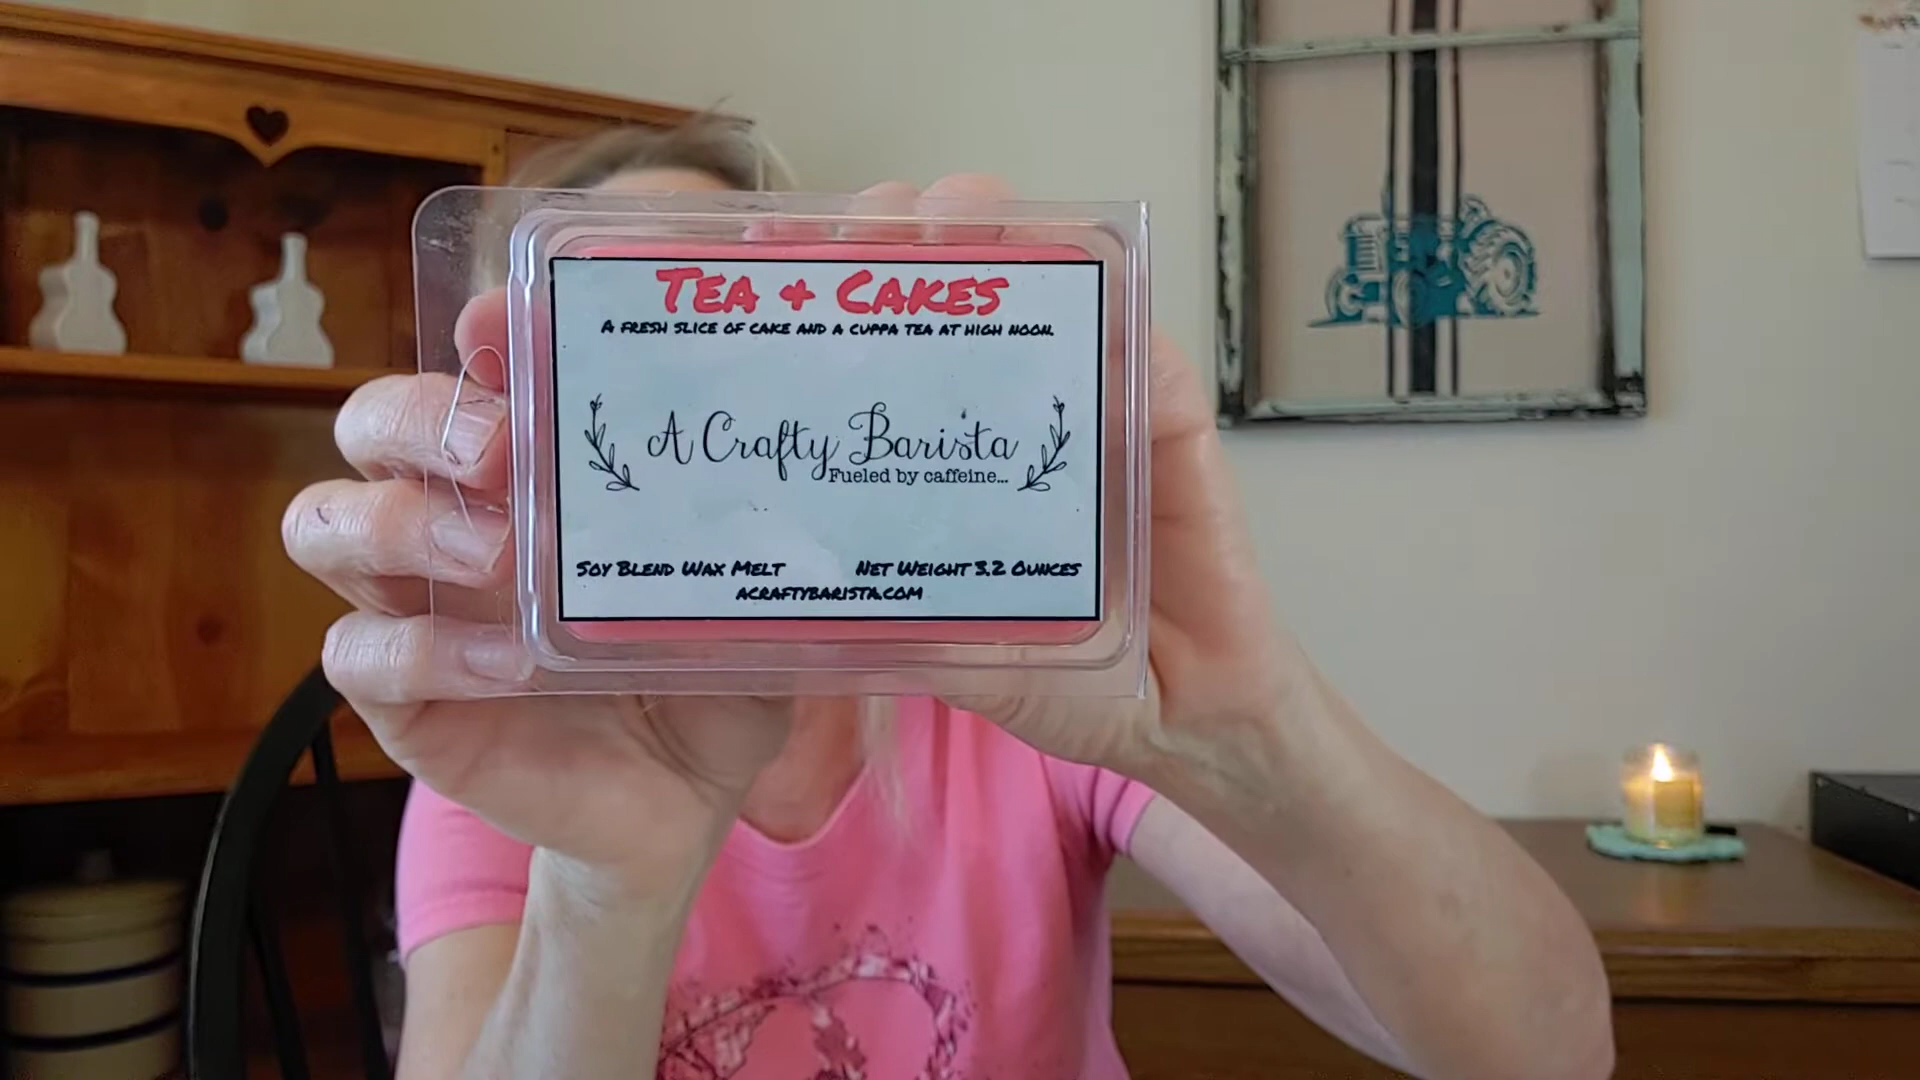 TEA + CAKES
A FRESH SLICE OF CAKE AND A CUPPA TEA AT HIGH NOON.
A Crafty Barista
Fueled by caffeine...
SOY BLEND WAX MELT NET WEIGHT 3.2 OUNCES
ACRAFTYBARISTA.COM